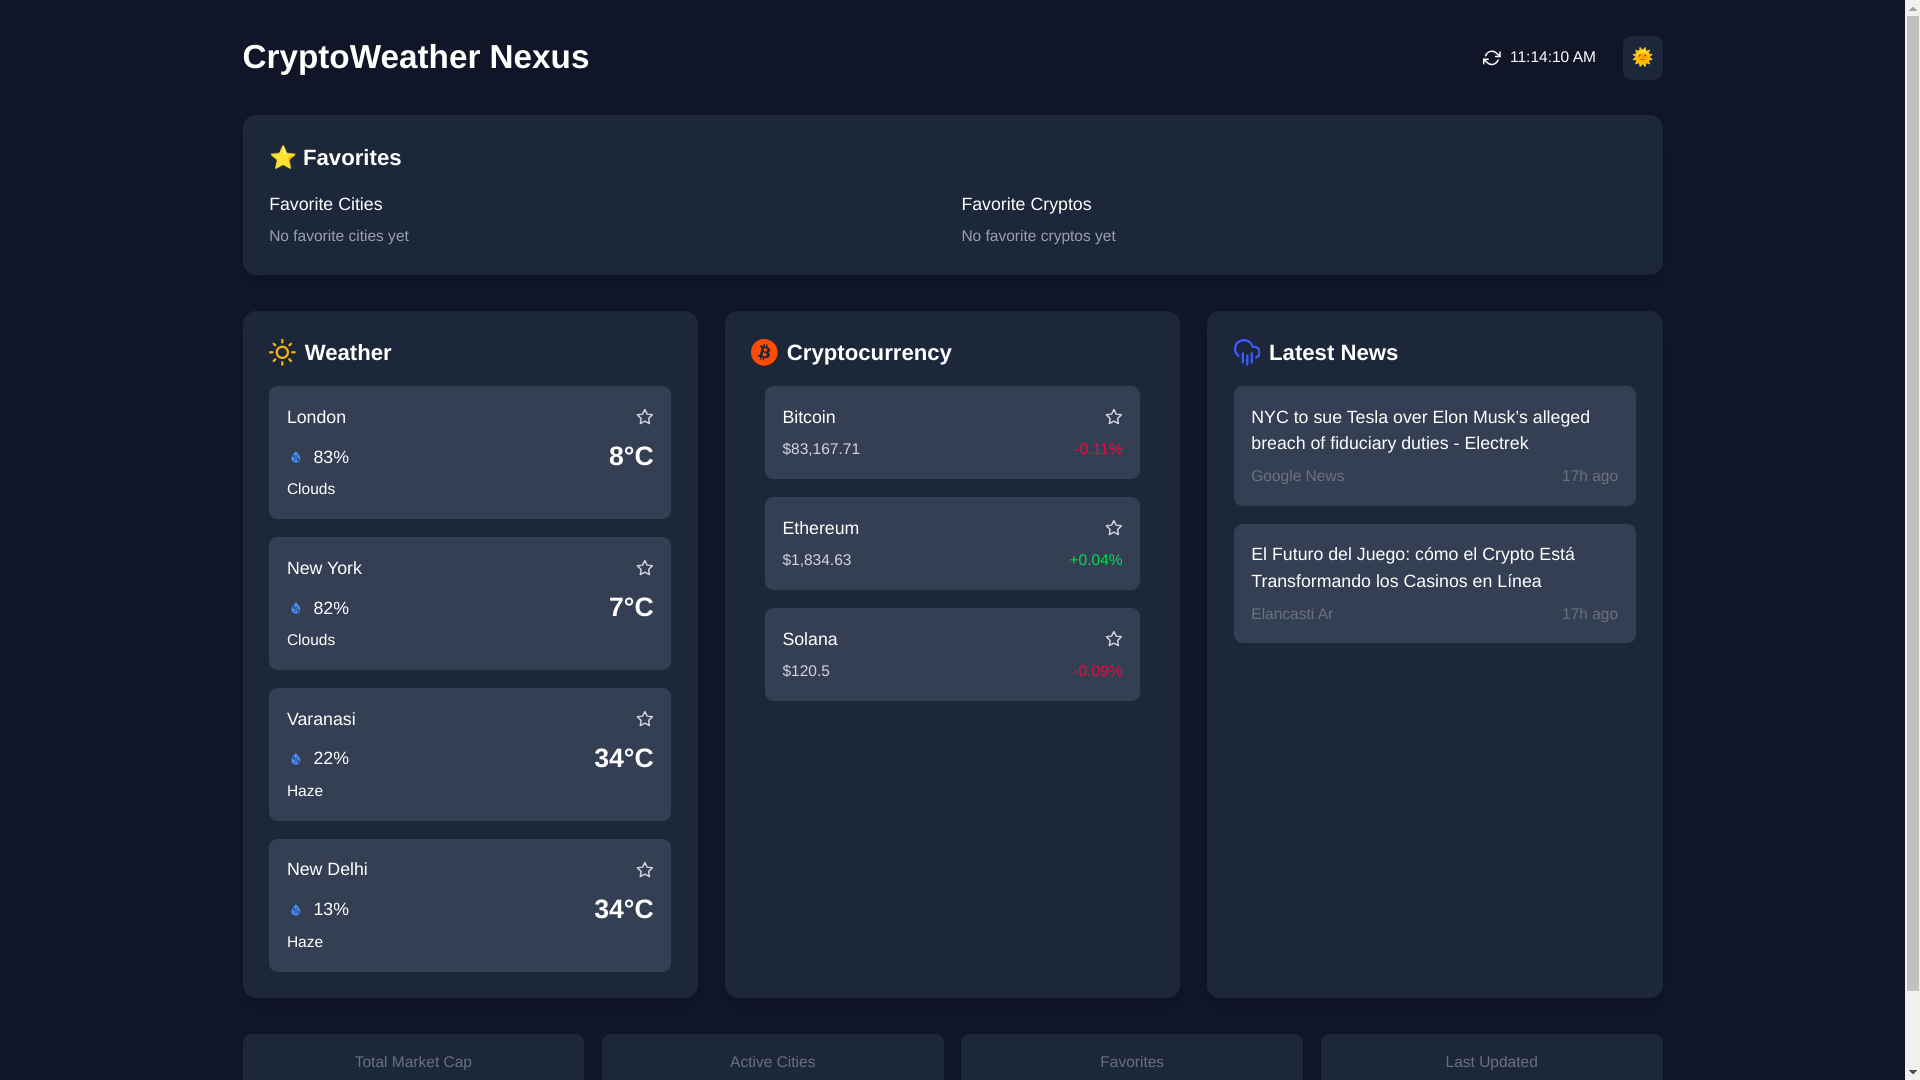 CryptoWeather Nexus
11:14:10 AM
Favorites
Favorite Cities
No favorite cities yet
Favorite Cryptos
No favorite cryptos yet
Weather
London
83%
8°C
Clouds
New York
82%
7°C
Clouds
Varanasi
22%
34°C
Haze
New Delhi
13%
34°C
Haze
Cryptocurrency
Bitcoin
$83,167.71
-0.11%
Ethereum
$1,834.63
+0.04%
Solana
$120.5
-0.09%
Latest News
NYC to sue Tesla over Elon Musk’s alleged
breach of fiduciary duties - Electrek
Google News
17h ago
El Futuro del Juego: cómo el Crypto Está
Transformando los Casinos en Línea
Elancasti Ar
17h ago
Total Market Cap
Active Cities
Favorites
Last Updated